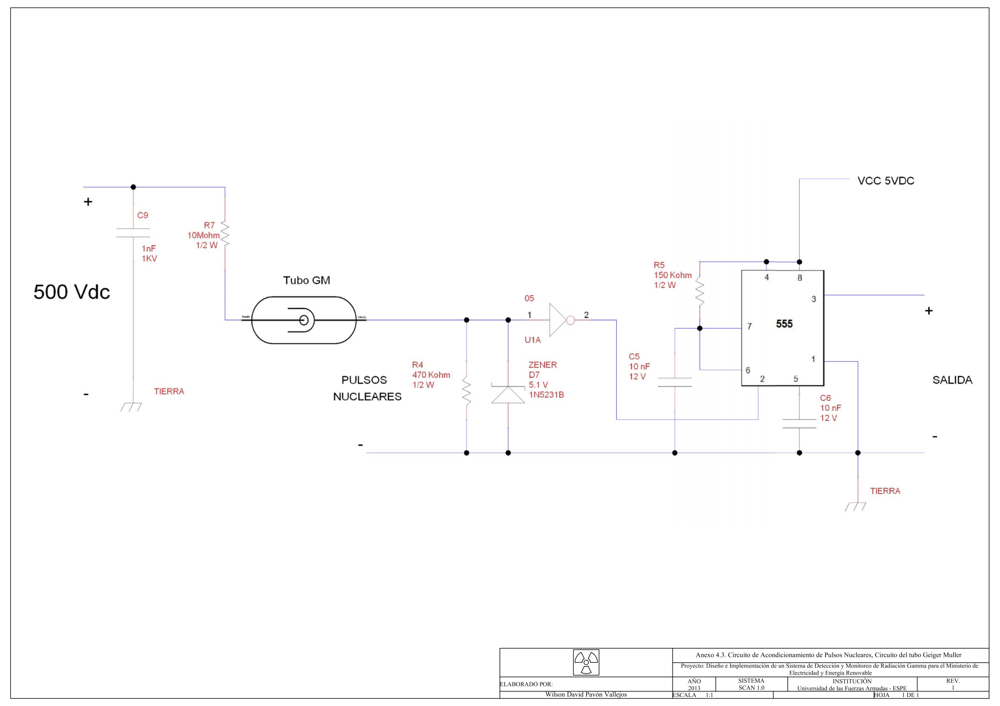 VCC 5VDC
+
C9
R7
10Mohm
1/2 W
1nF
1KV
500 Vdc
Tubo GM
Ánodo
Cátodo
R5
150 Kohm
1/2 W
4
8
3
05
1
2
U1A
7
555
+
6
1
2
5
C5
10 nF
12 V
R4
470 Kohm
1/2 W
ZENER
D7
5.1 V
1N5231B
PULSOS
NUCLEARES
SALIDA
-
TIERRA
C6
10 nF
12 V
-
-
TIERRA
Anexo 4.3. Circuito de Acondicionamiento de Pulsos Nucleares, Circuito del tubo Geiger Muller
Proyecto: Diseño e Implementación de un Sistema de Detección y Monitoreo de Radiación Gamma para el Ministerio de
Electricidad y Energía Renovable
ELABORADO POR:
Wilson David Pavón Vallejos
AÑO
2013
SISTEMA
SCAN 1.0
INSTITUCIÓN
Universidad de las Fuerzas Armadas - ESPE
REV.
1
ESCALA 1:1
HOJA 1 DE 1